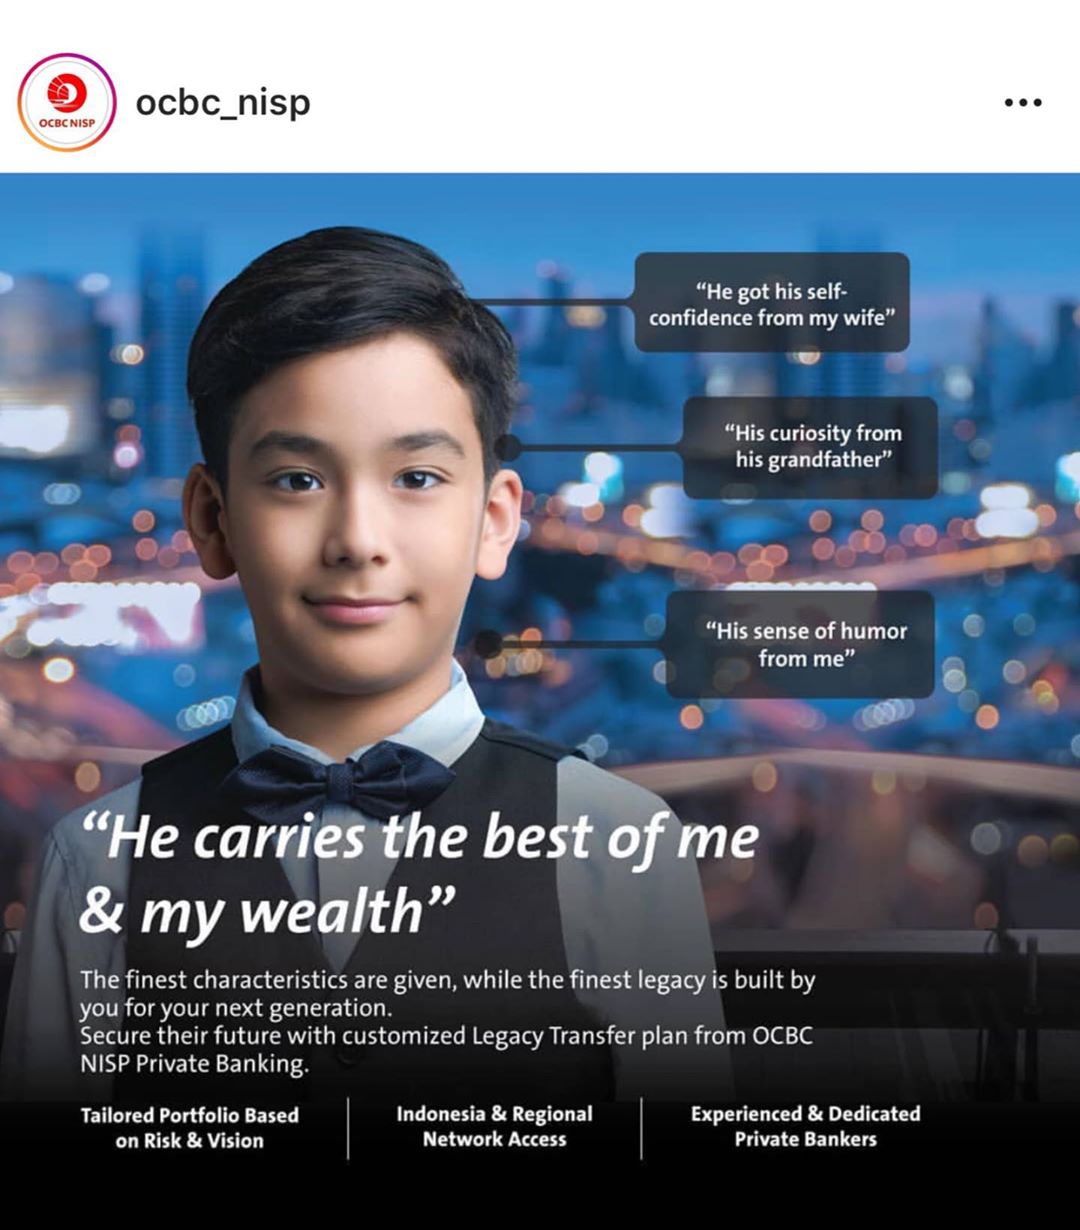 OCBC NISP
ocbc_nisp
“He got his self-
confidence from my wife”
“His curiosity from
his grandfather”
“His sense of humor
from me”
“He carries the best of me
& my wealth”
The finest characteristics are given, while the finest legacy is built by
you for your next generation.
Secure their future with customized Legacy Transfer plan from OCBC
NISP Private Banking.
Tailored Portfolio Based
on Risk & Vision
Indonesia & Regional
Network Access
Experienced & Dedicated
Private Bankers